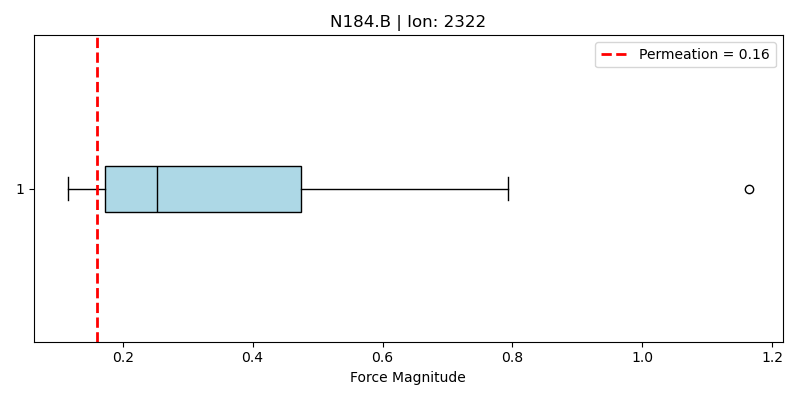 N184.B | Ion: 2322
Permeation = 0.16
1
0.2 0.4 0.6 0.8 1.0 1.2
Force Magnitude